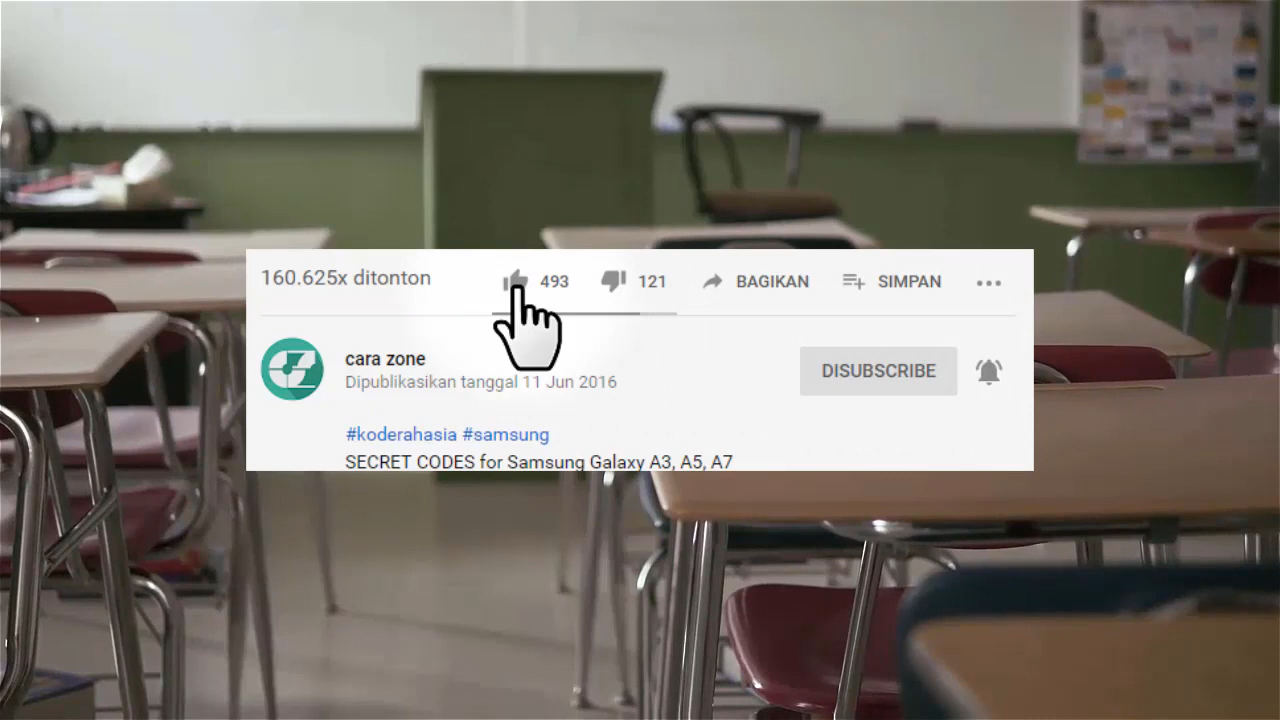 160.625x ditonton 493 121 BAGIKAN SIMPAN
cara zone DISUBSCRIBE
Dipublikasikan tanggal 11 Jun 2016
#koderahasia #samsung
SECRET CODES for Samsung Galaxy A3, A5, A7